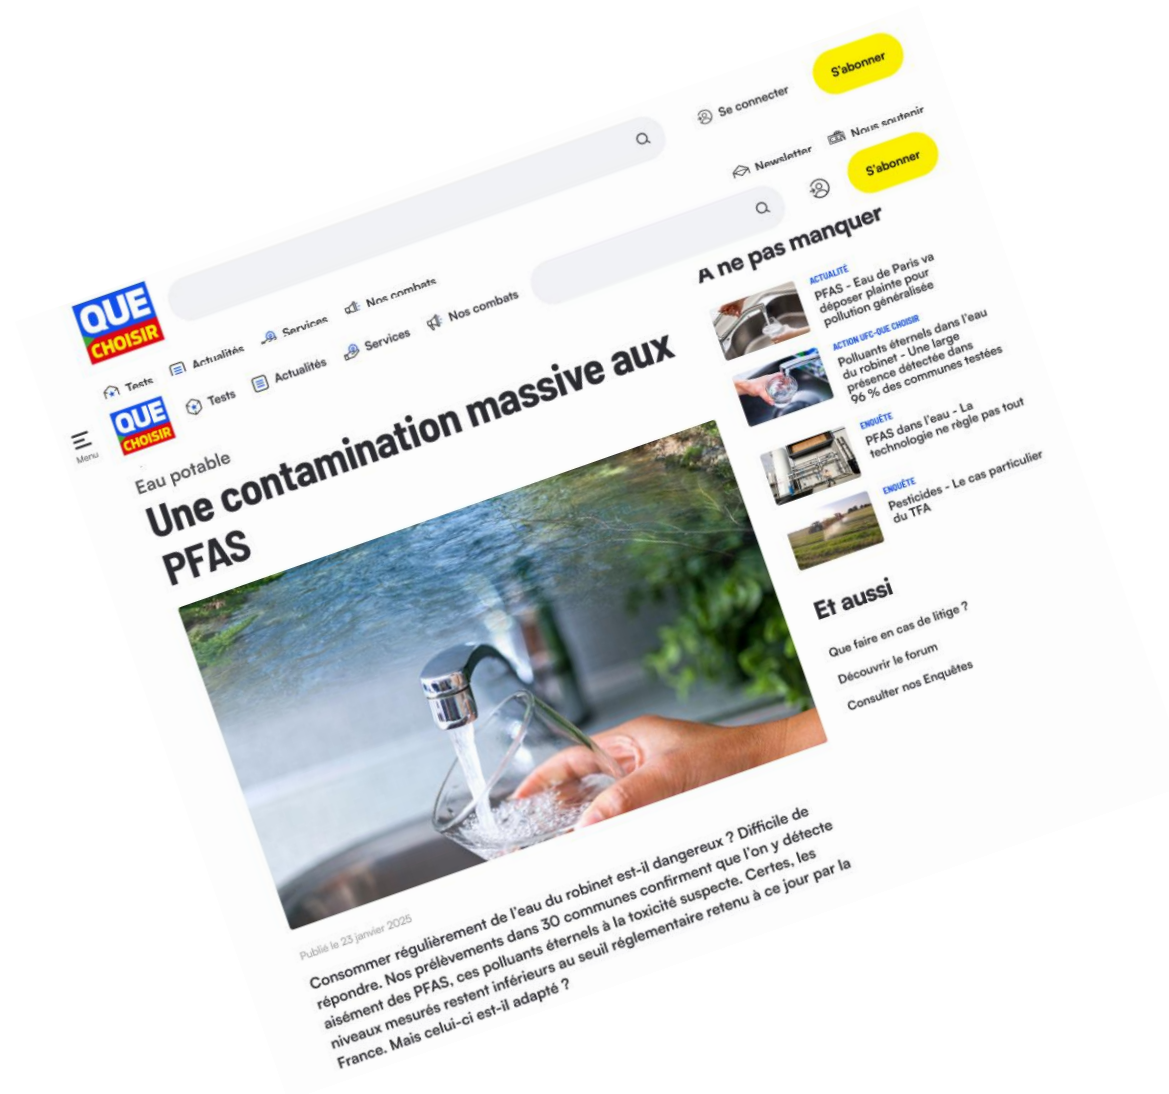 S'abonner
Se connecter
Nous soutenir
Newsletter
S'abonner
QUE
CHOISIR
Tests
Actualités
Services
Nos combats
Menu
QUE
CHOISIR
Tests
Actualités
Services
Nos combats
Eau potable
Une contamination massive aux
PFAS
Publié le 23 janvier 2025
Consommer régulièrement de l'eau du robinet est-il dangereux ? Difficile de
répondre. Nos prélèvements dans 30 communes confirment que l'on y détecte
aisément des PFAS, ces polluants éternels à la toxicité suspecte. Certes, les
niveaux mesurés restent inférieurs au seuil réglementaire retenu à ce jour par la
France. Mais celui-ci est-il adapté ?
A ne pas manquer
ACTUALITÉ
PFAS - Eau de Paris va
déposer plainte pour
pollution généralisée
ACTION UFC-QUE CHOISIR
Polluants éternels dans l'eau
du robinet - Une large
présence détectée dans
96 % des communes testées
ENQUÊTE
PFAS dans l'eau - La
technologie ne règle pas tout
ENQUÊTE
Pesticides - Le cas particulier
du TFA
Et aussi
Que faire en cas de litige ?
Découvrir le forum
Consulter nos Enquêtes